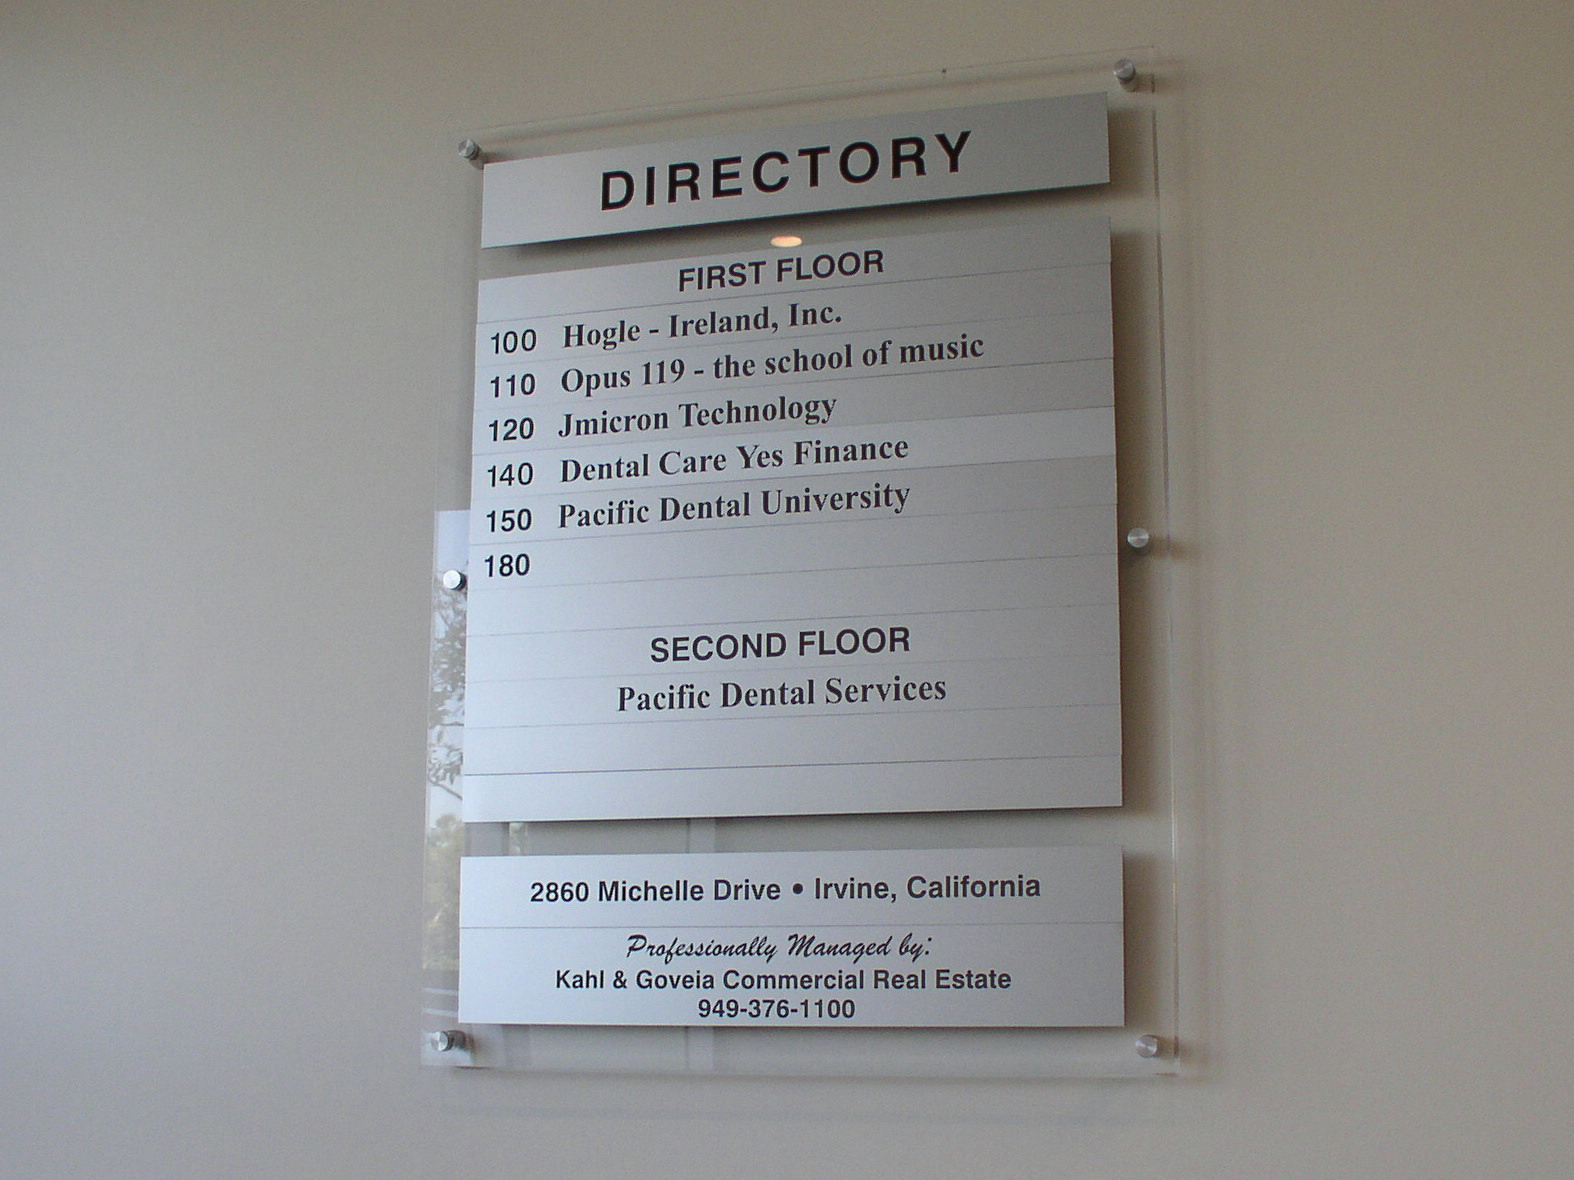 DIRECTORY
FIRST FLOOR
100 Hogle - Ireland, Inc.
110 Opus 119 - the school of music
120 Jmicron Technology
140 Dental Care Yes Finance
150 Pacific Dental University
180
SECOND FLOOR
Pacific Dental Services
2860 Michelle Drive • Irvine, California
Professionally Managed by:
Kahl & Goveia Commercial Real Estate
949-376-1100